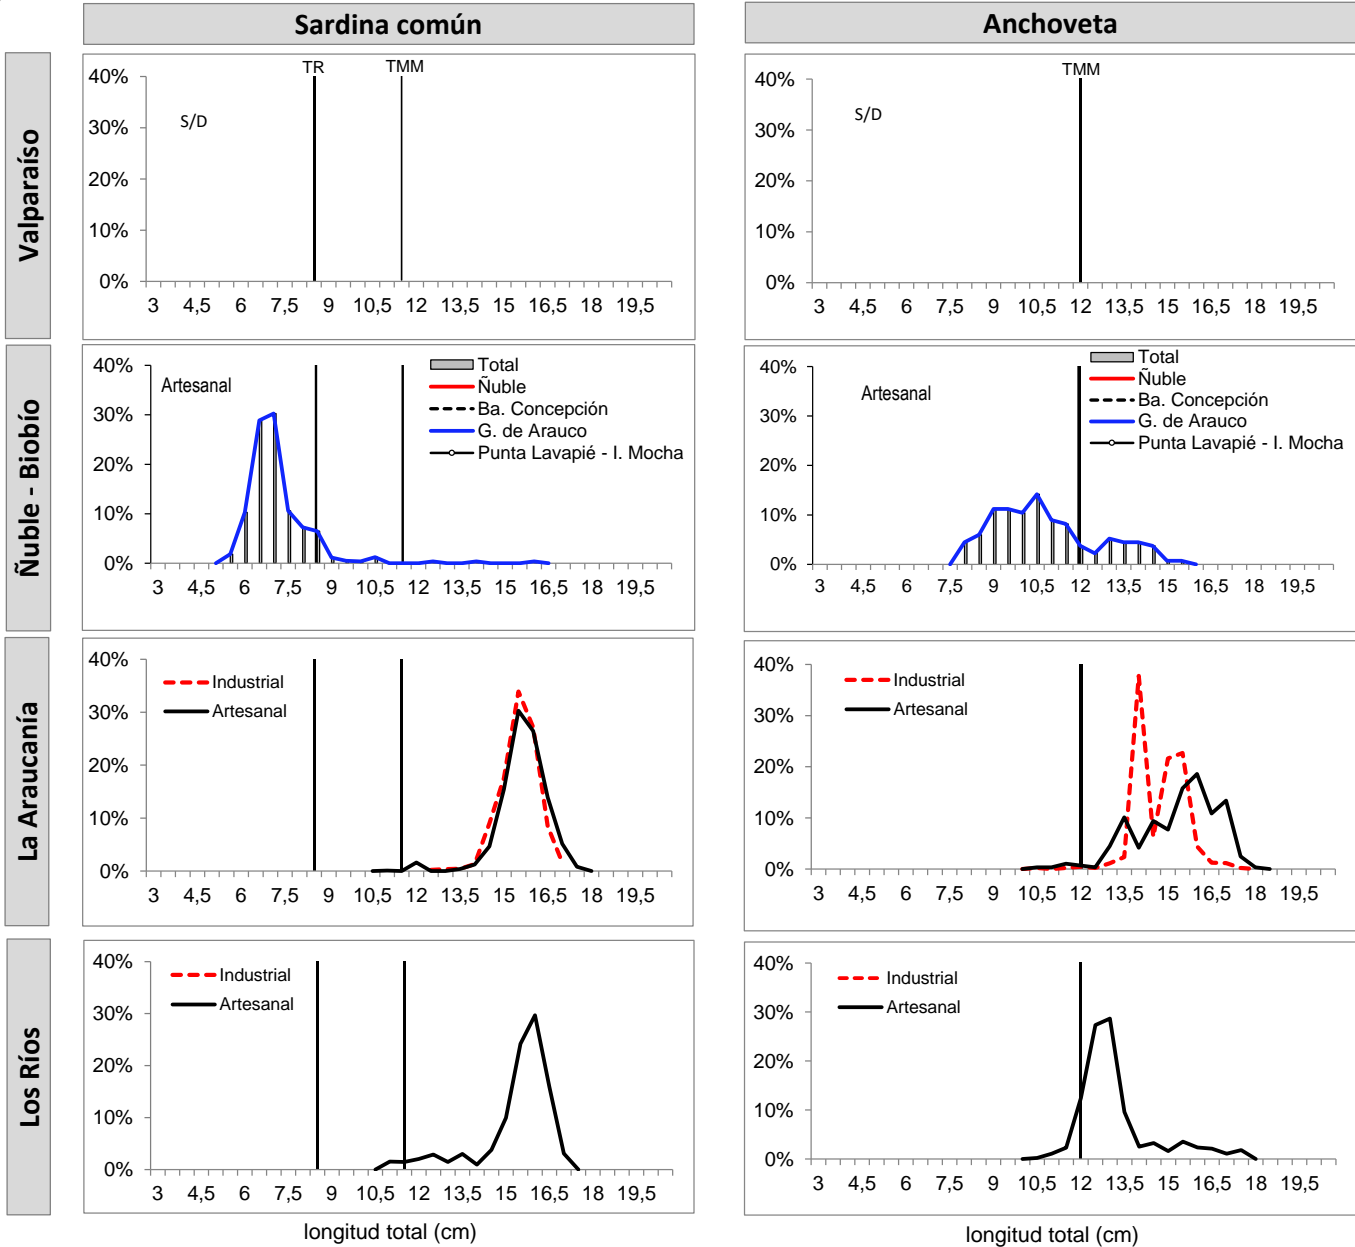 Sardina común
Anchoveta
Valparaíso
TR
TMM
40%
30%
20%
10%
0%
S/D
3 4,5 6 7,5 9 10,5 12 13,5 15 16,5 18 19,5
TMM
40%
30%
20%
10%
0%
S/D
3 4,5 6 7,5 9 10,5 12 13,5 15 16,5 18 19,5
Ñuble - Biobío
40%
30%
20%
10%
0%
Artesanal
Total
Ñuble
Ba. Concepción
G. de Arauco
Punta Lavapié - I. Mocha
3 4,5 6 7,5 9 10,5 12 13,5 15 16,5 18 19,5
40%
30%
20%
10%
0%
Artesanal
Total
Ñuble
Ba. Concepción
G. de Arauco
Punta Lavapié - I. Mocha
3 4,5 6 7,5 9 10,5 12 13,5 15 16,5 18 19,5
La Araucanía
40%
30%
20%
10%
0%
Industrial
Artesanal
3 4,5 6 7,5 9 10,5 12 13,5 15 16,5 18 19,5
40%
30%
20%
10%
0%
Industrial
Artesanal
3 4,5 6 7,5 9 10,5 12 13,5 15 16,5 18 19,5
Los Ríos
40%
30%
20%
10%
0%
Industrial
Artesanal
3 4,5 6 7,5 9 10,5 12 13,5 15 16,5 18 19,5
longitud total (cm)
40%
30%
20%
10%
0%
Industrial
Artesanal
3 4,5 6 7,5 9 10,5 12 13,5 15 16,5 18 19,5
longitud total (cm)